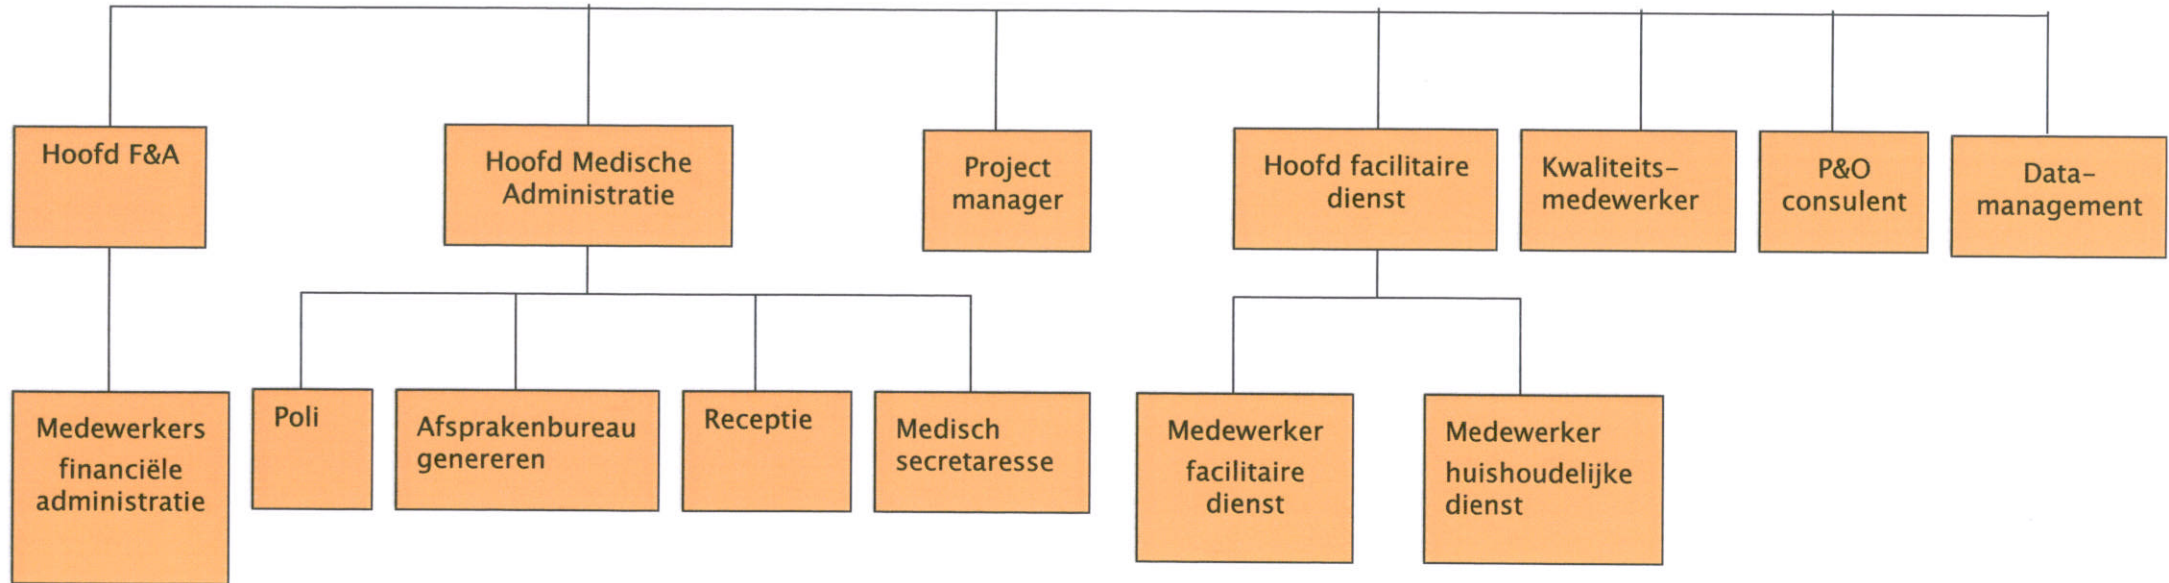 Hoofd F&A
Hoofd Medische
Administratie
Project
manager
Hoofd facilitaire
dienst
Kwaliteits-
medewerker
P&O
consulent
Data-
management
Medewerkers
financiële
administratie
Poli
Afsprakenbureau
genereren
Receptie
Medisch
secretaresse
Medewerker
facilitaire
dienst
Medewerker
huishoudelijke
dienst